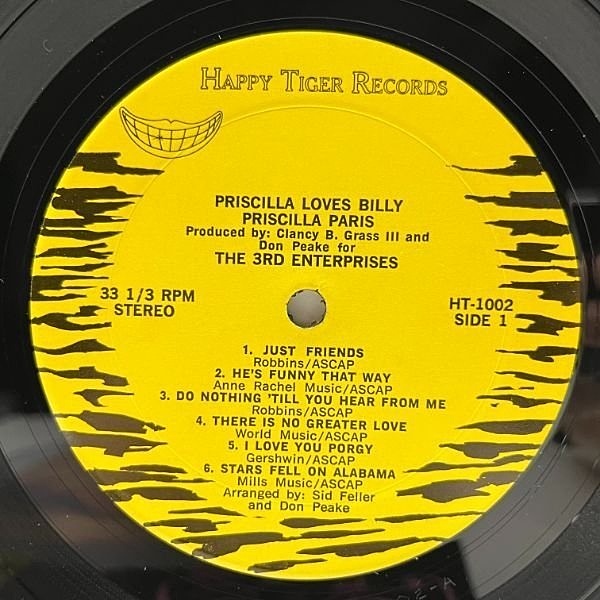 HAPPY TIGER RECORDS
PRISCILLA LOVES BILLY
PRISCILLA PARIS
Produced by: Clancy B. Grass III and
Don Peake for
THE 3RD ENTERPRISES
33 1/3 RPM
STEREO
HT-1002
SIDE 1
1. JUST FRIENDS
Robbins/ASCAP
2. HE'S FUNNY THAT WAY
Anne Rachel Music/ASCAP
3. DO NOTHING 'TILL YOU HEAR FROM ME
Robbins/ASCAP
4. THERE IS NO GREATER LOVE
World Music/ASCAP
5. I LOVE YOU PORGY
Gershwin/ASCAP
6. STARS FELL ON ALABAMA
Mills Music/ASCAP
Arranged by: Sid Feller
and Don Peake